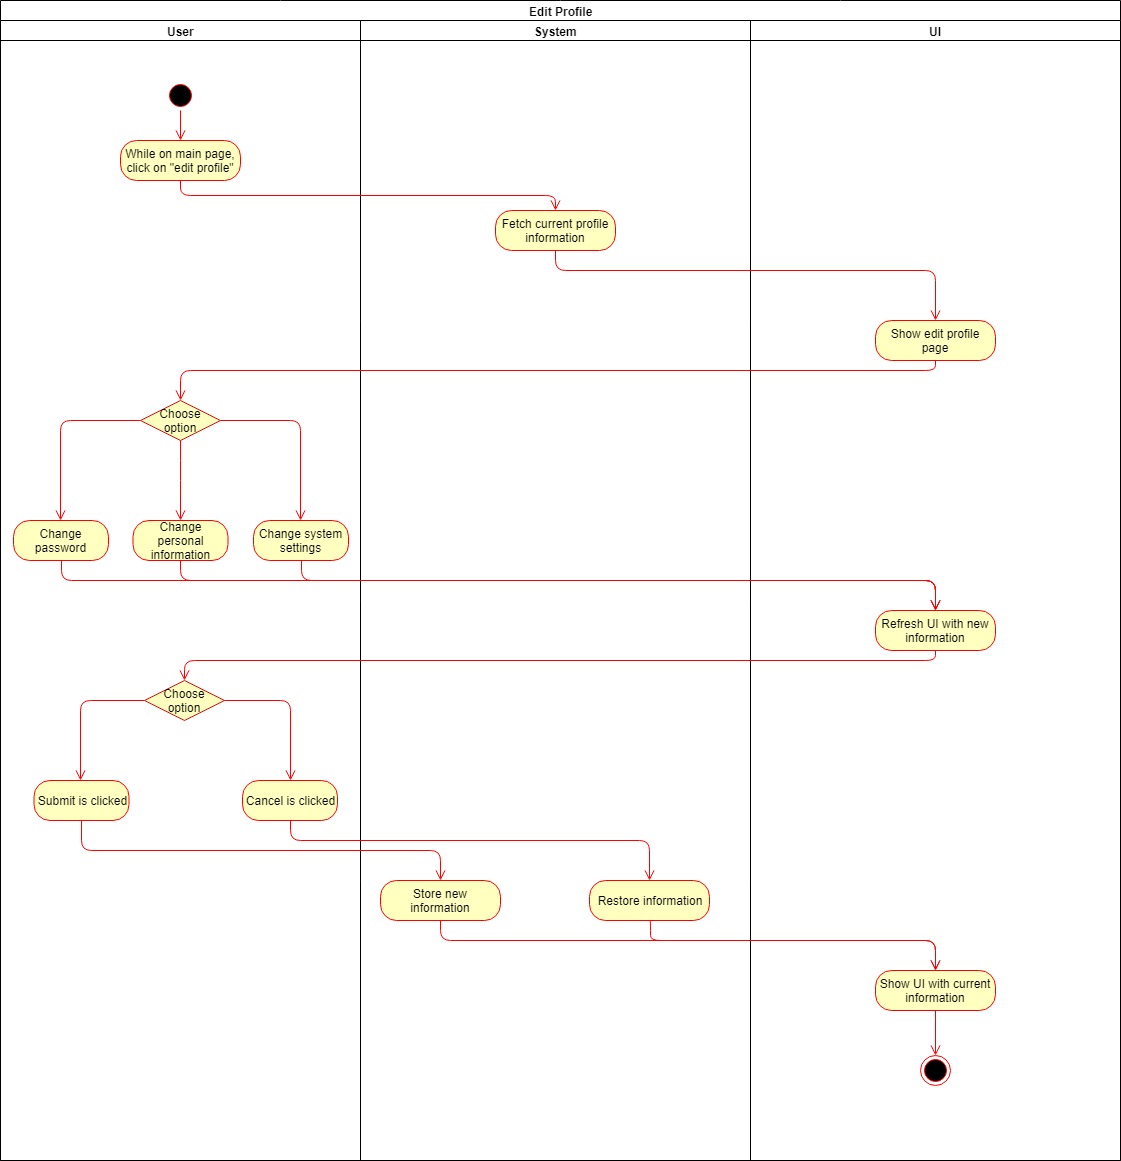 Edit Profile
User
System
UI
While on main page,
click on "edit profile"
Fetch current profile
information
Show edit profile
page
Choose
option
Change
password
Change
personal
information
Change system
settings
Refresh UI with new
information
Choose
option
Submit is clicked
Cancel is clicked
Store new
information
Restore information
Show UI with current
information